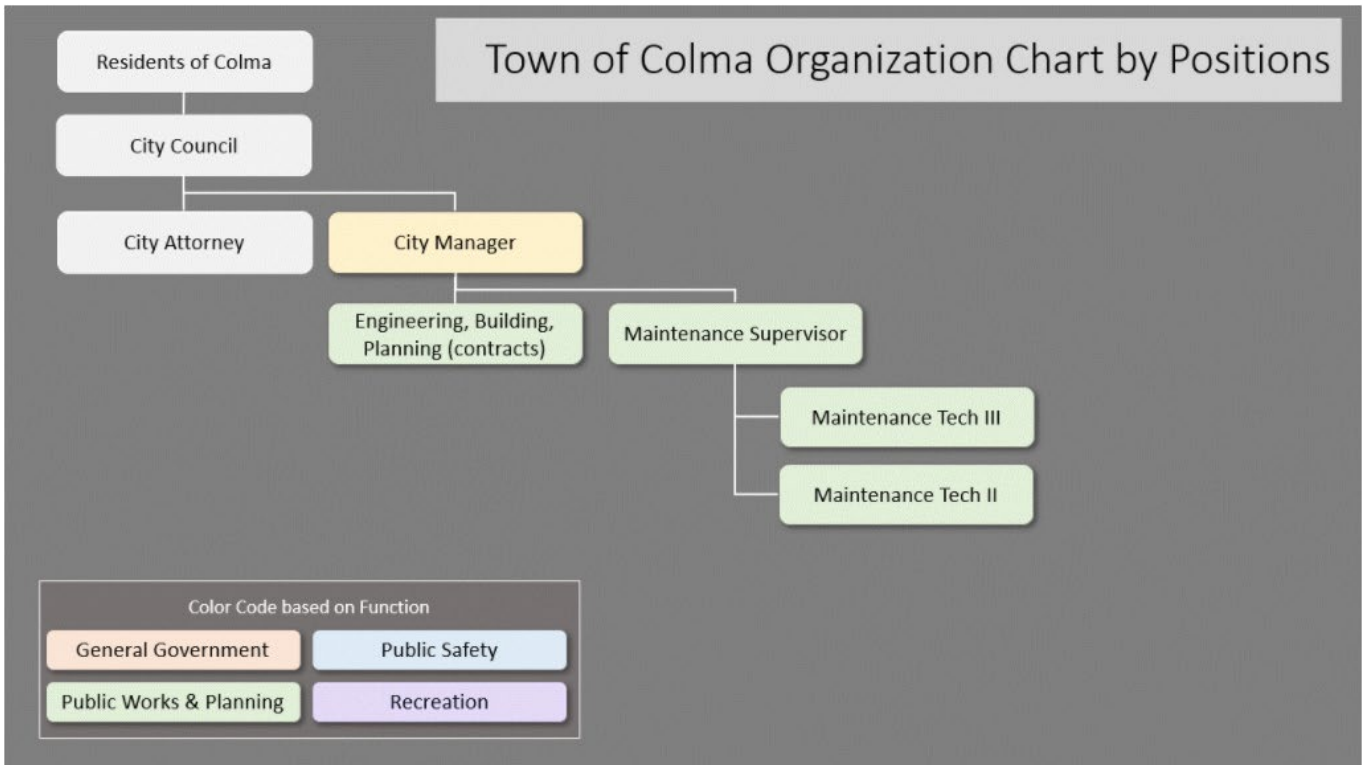 Town of Colma Organization Chart by Positions
Residents of Colma
City Council
City Attorney
City Manager
Engineering, Building,
Planning (contracts)
Maintenance Supervisor
Maintenance Tech III
Maintenance Tech II
Color Code based on Function
General Government
Public Safety
Public Works & Planning
Recreation